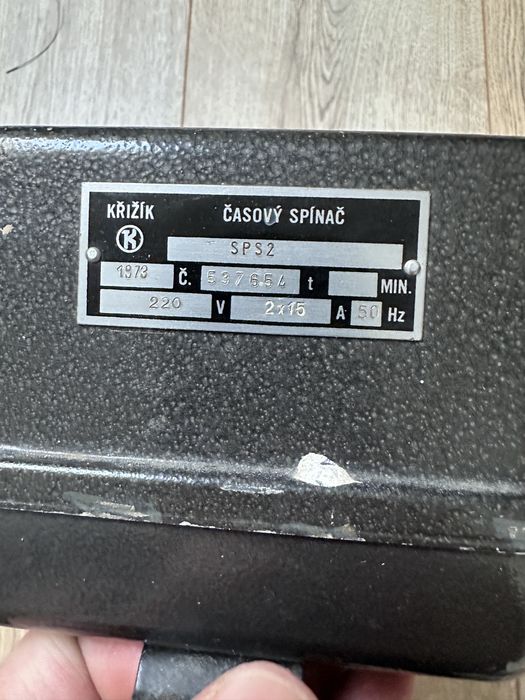 KŘIŽÍK ČASOVÝ SPÍNAČ
K SPS2
1973 Č. 537654 t MIN.
220 V 2x15 A 50 Hz